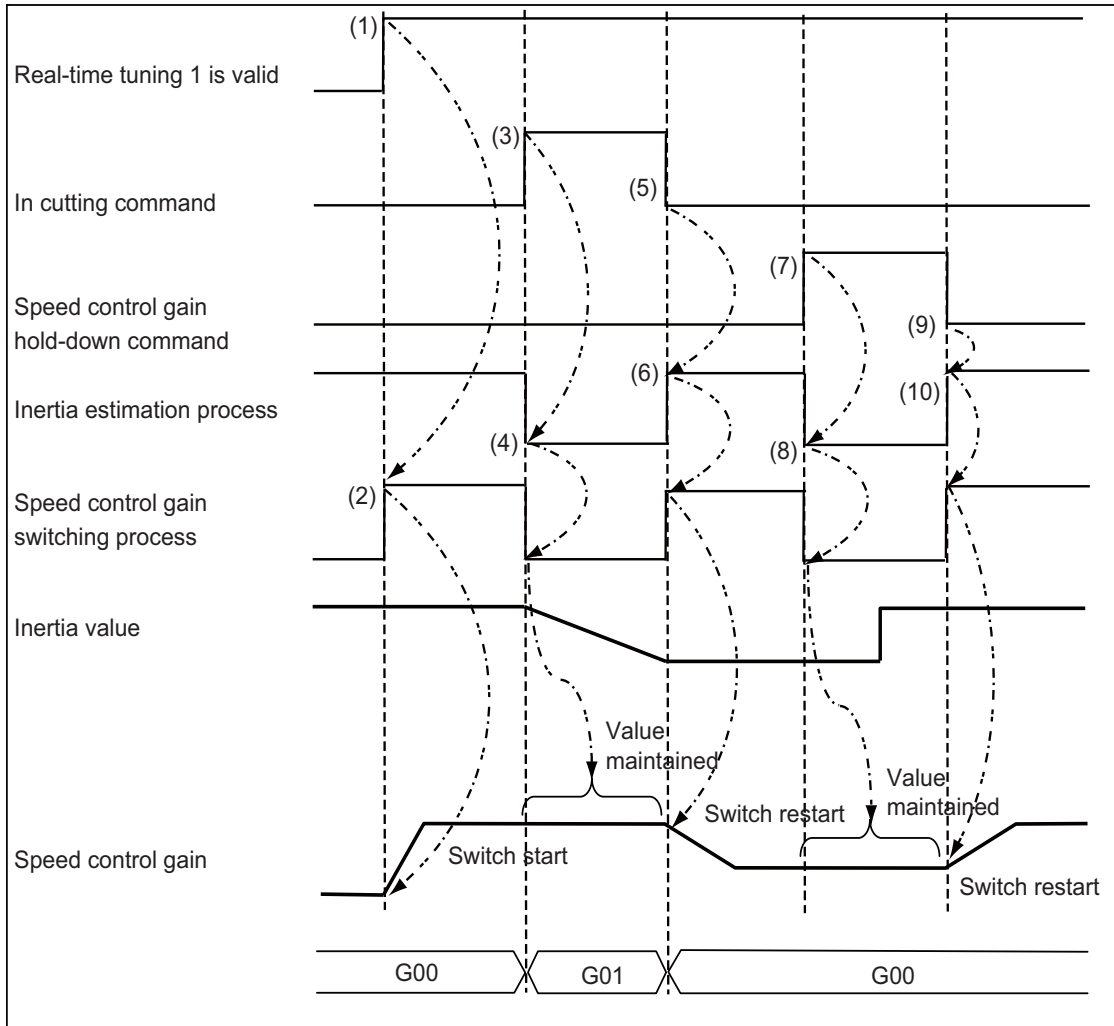 (1)
Real-time tuning 1 is valid
(3)
In cutting command
(5)
(7)
Speed control gain
hold-down command
(9)
(6)
(10)
Inertia estimation process
(4)
(8)
(2)
Speed control gain
switching process
Inertia value
Value
maintained
Value
maintained
Switch restart
Speed control gain
Switch start
Switch restart
G00
G01
G00